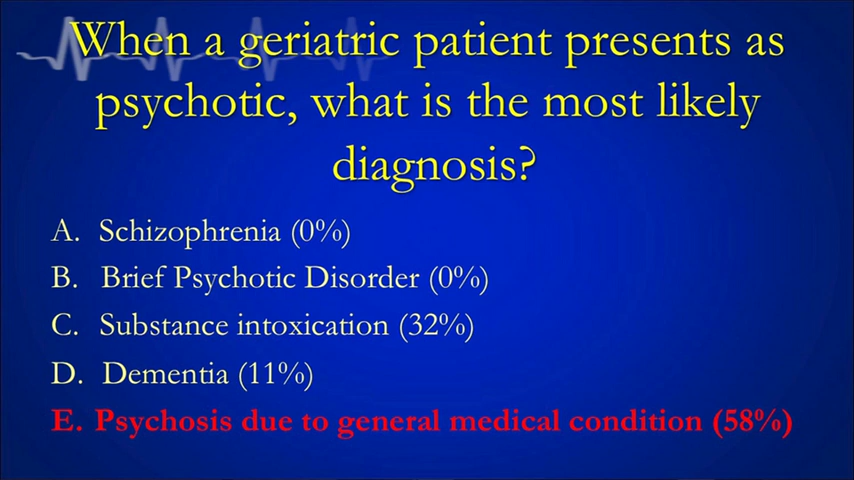 When a geriatric patient presents as
psychotic, what is the most likely
diagnosis?
A. Schizophrenia (0%)
B. Brief Psychotic Disorder (0%)
C. Substance intoxication (32%)
D. Dementia (11%)
E. Psychosis due to general medical condition (58%)